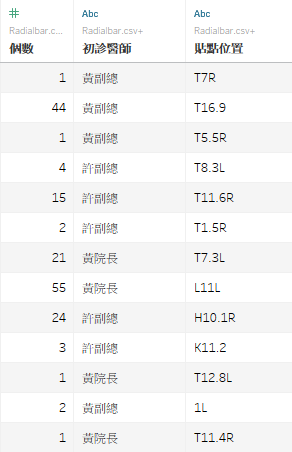 # Abc Abc
Radialbar.c... Radialbar.csv+ Radialbar.csv+
個數 初診醫師 貼點位置
1 黃副總 T7R
44 黃副總 T16.9
1 黃副總 T5.5R
4 許副總 T8.3L
15 許副總 T11.6R
2 許副總 T1.5R
21 黃院長 T7.3L
55 黃院長 L11L
24 許副總 H10.1R
3 許副總 K11.2
1 黃院長 T12.8L
2 黃副總 1L
1 黃院長 T11.4R